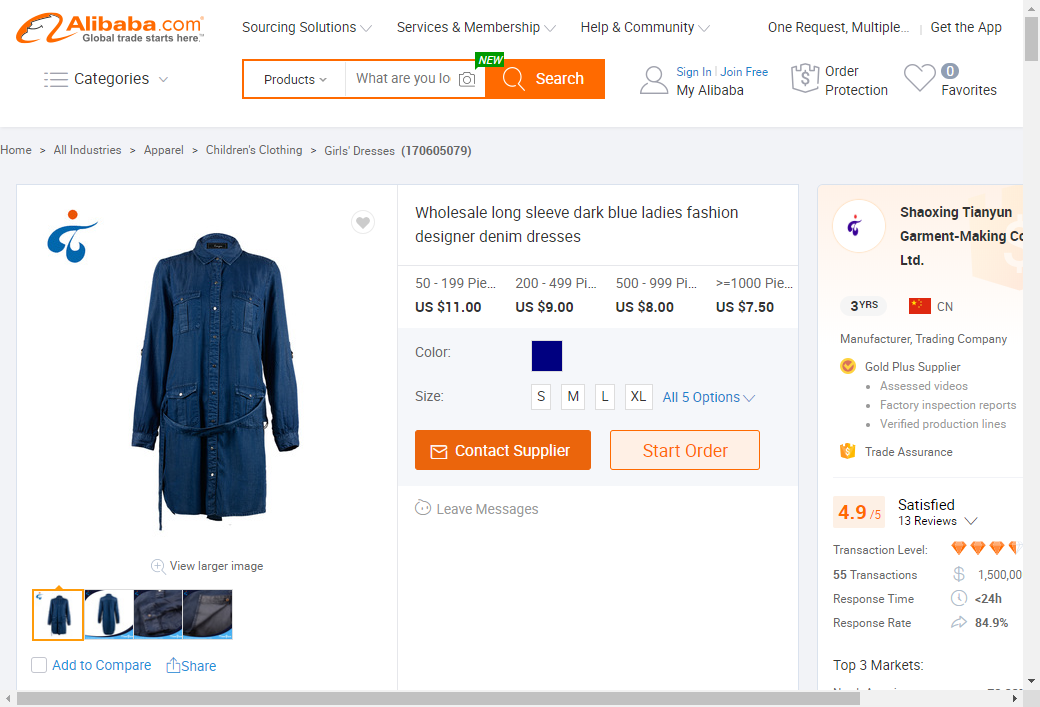 Alibaba.com
Global trade starts here.™
Sourcing Solutions
Services & Membership
Help & Community
One Request, Multiple...
Get the App
Categories
Products
What are you lo
NEW
Search
Sign In | Join Free
My Alibaba
Order
Protection
0
Favorites
Home > All Industries > Apparel > Children's Clothing > Girls' Dresses (170605079)
Wholesale long sleeve dark blue ladies fashion
designer denim dresses
50 - 199 Pie... 200 - 499 Pi... 500 - 999 Pi... >=1000 Pie...
US $11.00 US $9.00 US $8.00 US $7.50
Color:
Size: S M L XL All 5 Options
Contact Supplier
Start Order
Leave Messages
View larger image
Add to Compare
Share
Shaoxing Tianyun
Garment-Making Co
Ltd.
3YRS
CN
Manufacturer, Trading Company
Gold Plus Supplier
Assessed videos
Factory inspection reports
Verified production lines
Trade Assurance
4.9 /5
Satisfied
13 Reviews
Transaction Level:
55 Transactions 1,500,00
Response Time <24h
Response Rate 84.9%
Top 3 Markets: